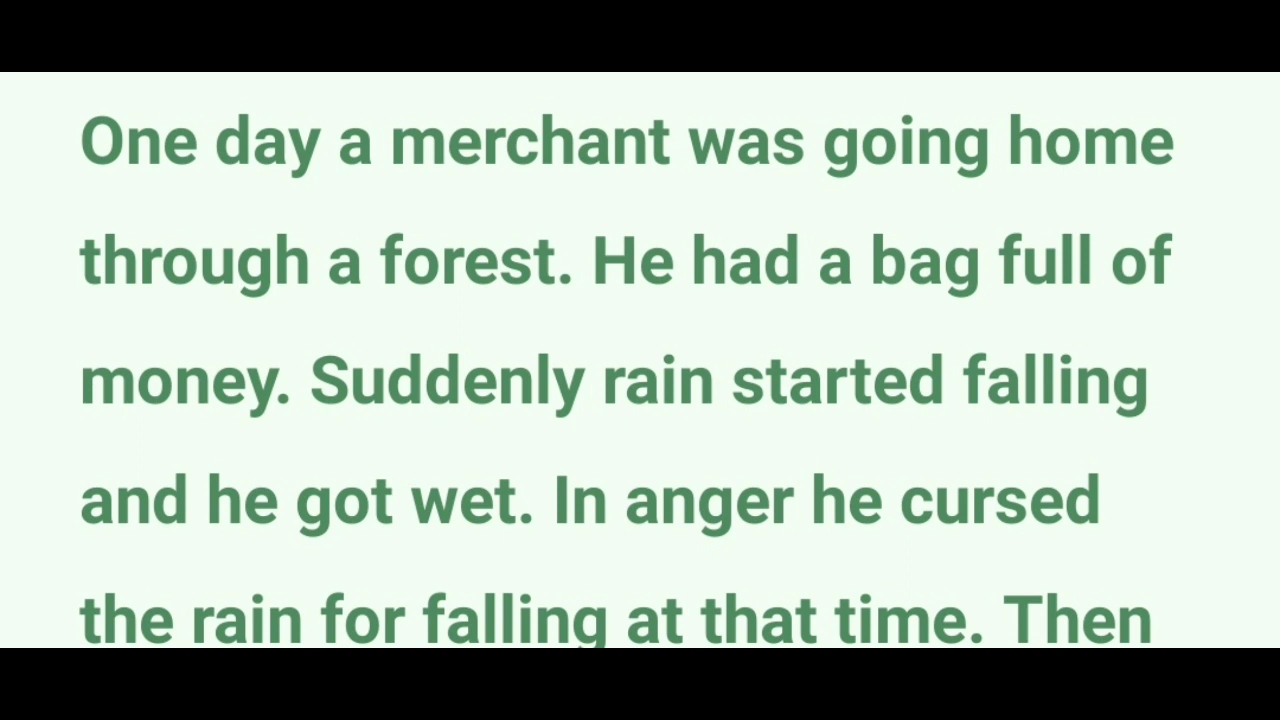 One day a merchant was going home
through a forest. He had a bag full of
money. Suddenly rain started falling
and he got wet. In anger he cursed
the rain for falling at that time. Then